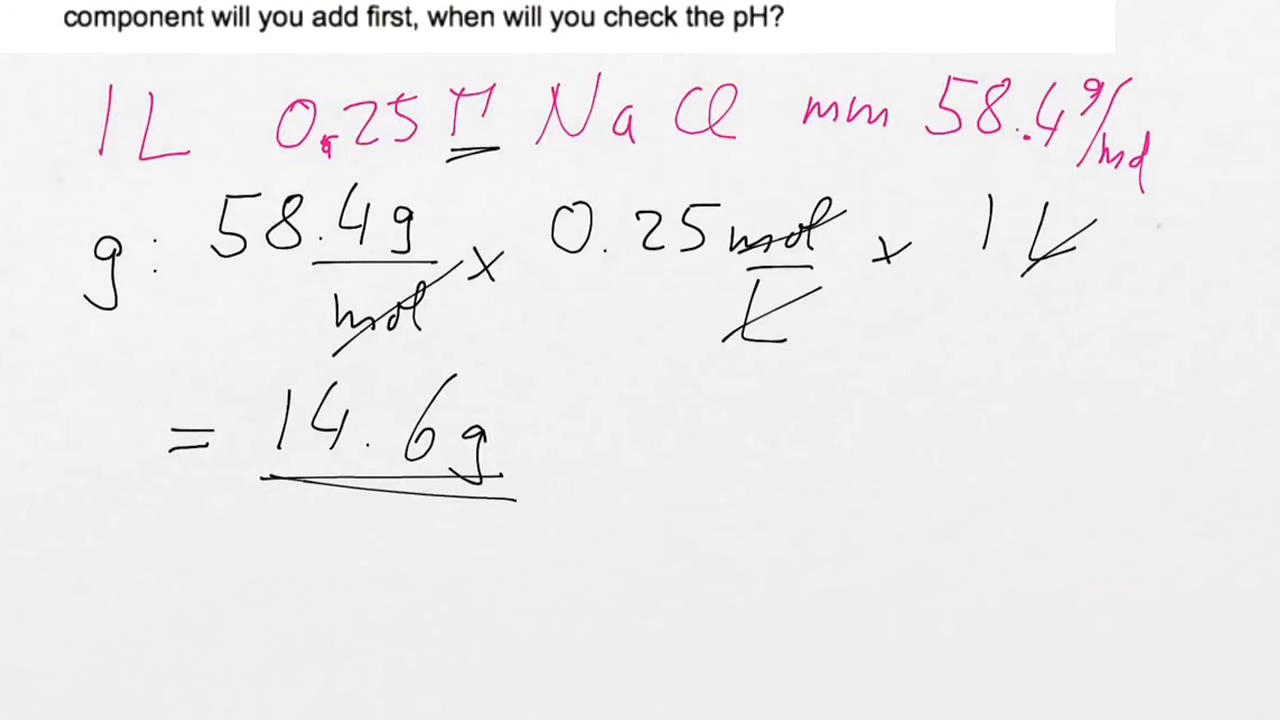 component will you add first, when will you check the pH?
1L 0.25 M NaCl mm 58.4 g/mol
g: 58.4g/mol x 0.25 mol/L x 1L
= 14.6g